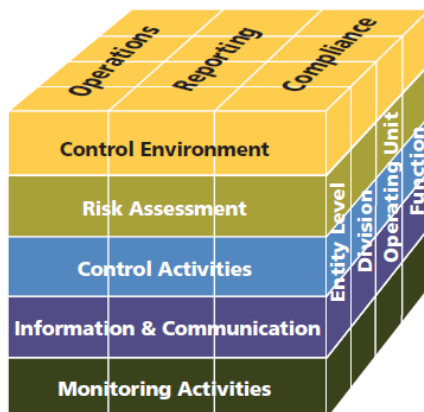 Operations
Reporting
Compliance
Control Environment
Risk Assessment
Control Activities
Information & Communication
Monitoring Activities
Entity Level
Division
Operating Unit
Function